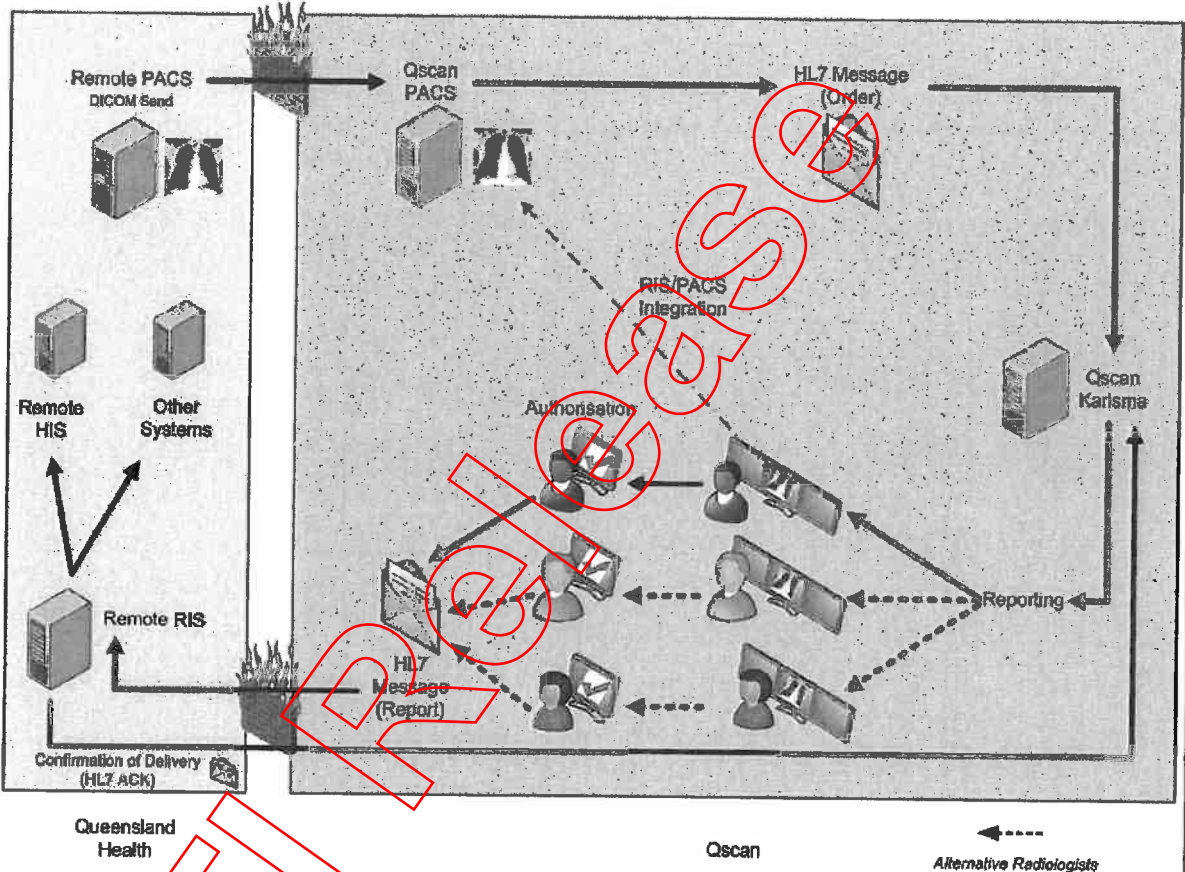 Remote PACS
DICOM Send
Qscan
PACS
HL7 Message
(Order)
RIS/PACS
Integration
Qscan
Karisma
Remote
HIS
Other
Systems
Authorisation
Reporting
Remote RIS
HL7
Message
(Report)
Confirmation of Delivery
(HL7 ACK)
Queensland
Health
Qscan
Alternative Radiologists
Release